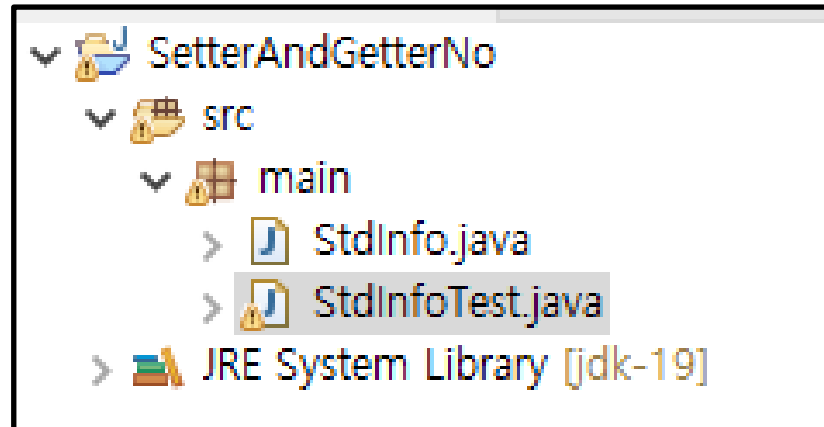 SetterAndGetterNo
src
main
StdInfo.java
StdInfoTest.java
JRE System Library [jdk-19]